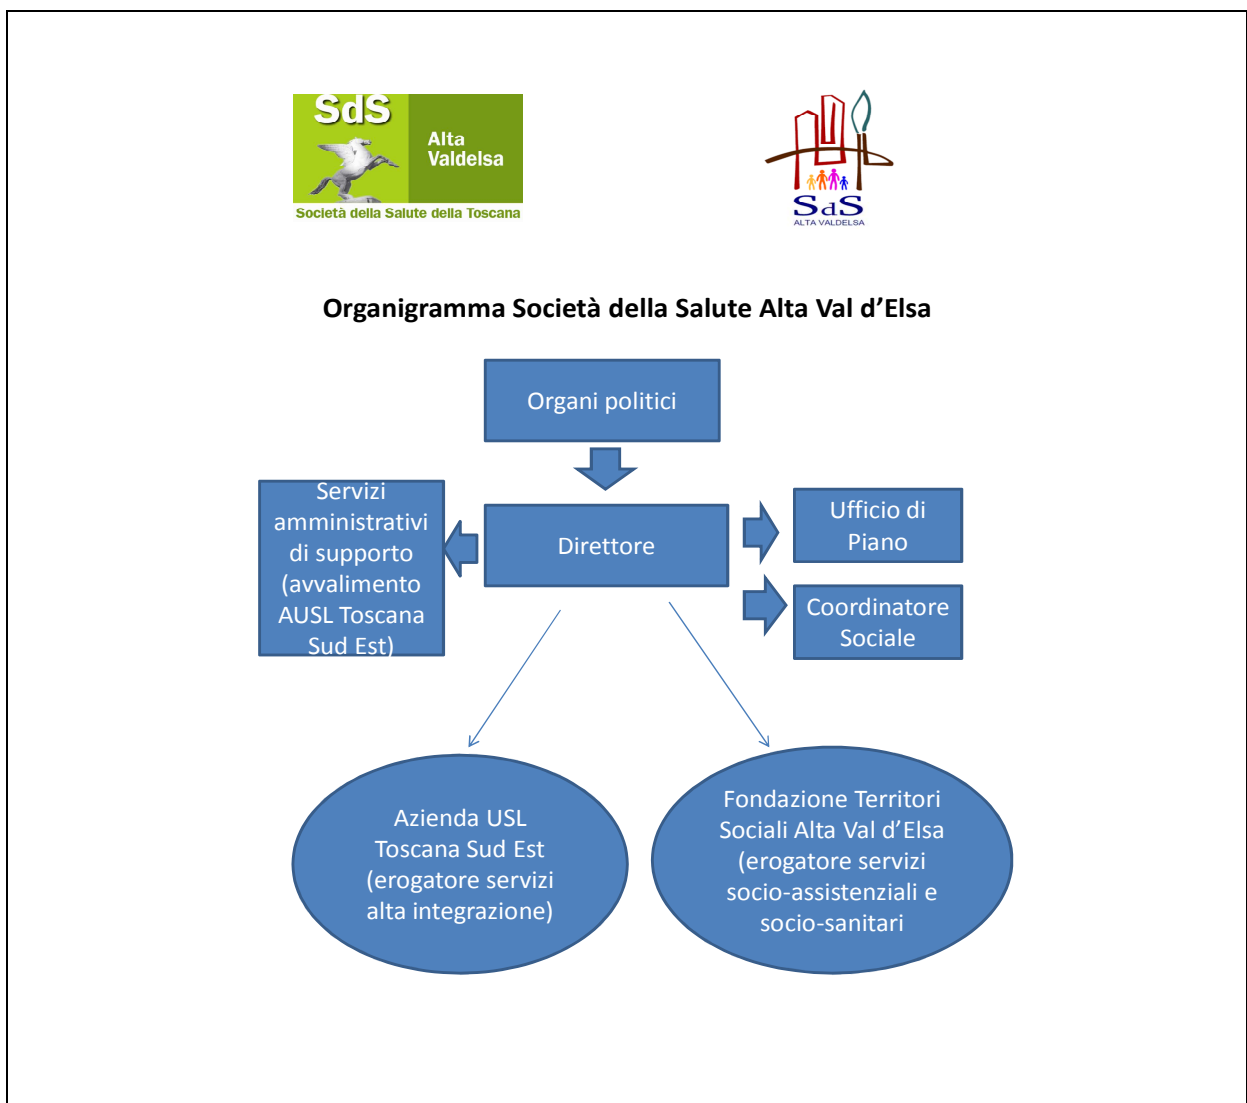 SdS
Alta
Valdelsa
Società della Salute della Toscana
SdS
ALTA VALDELSA
Organigramma Società della Salute Alta Val d’Elsa
Organi politici
Servizi
amministrativi
di supporto
(avvalimento
AUSL Toscana
Sud Est)
Direttore
Ufficio di
Piano
Coordinatore
Sociale
Azienda USL
Toscana Sud Est
(erogatore servizi
alta integrazione)
Fondazione Territori
Sociali Alta Val d’Elsa
(erogatore servizi
socio-assistenziali e
socio-sanitari